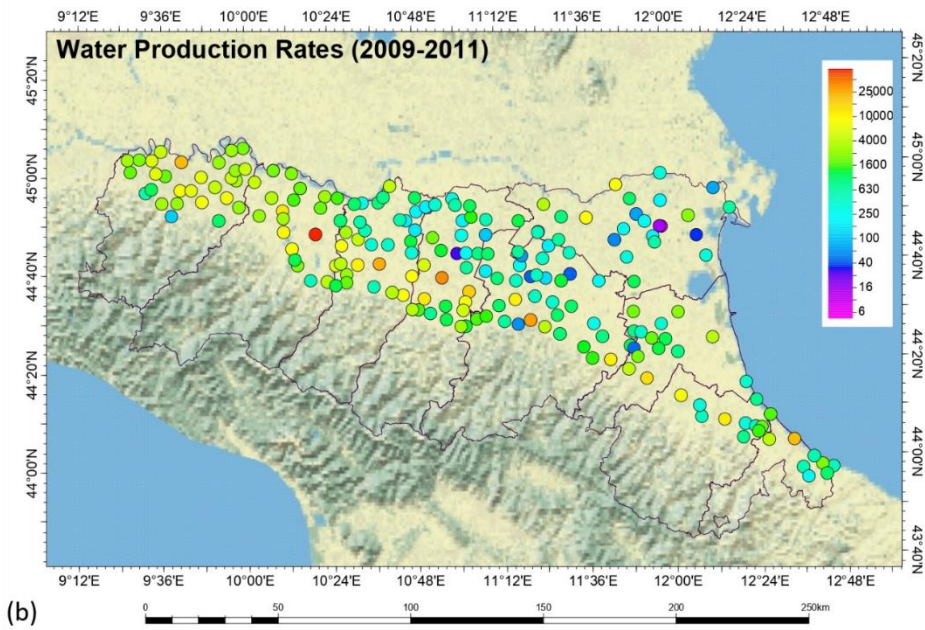 9°12'E 9°36'E 10°00'E 10°24'E 10°48'E 11°12'E 11°36'E 12°00'E 12°24'E 12°48'E
Water Production Rates (2009-2011)
45°20'N
45°20'N
25000
10000
4000
1600
630
250
100
40
16
6
45°00'N
45°00'N
44°40'N
44°40'N
44°20'N
44°20'N
44°00'N
44°00'N
43°40'N
9°12'E 9°36'E 10°00'E 10°24'E 10°48'E 11°12'E 11°36'E 12°00'E 12°24'E 12°48'E
(b)
0 50 100 150 200 250km